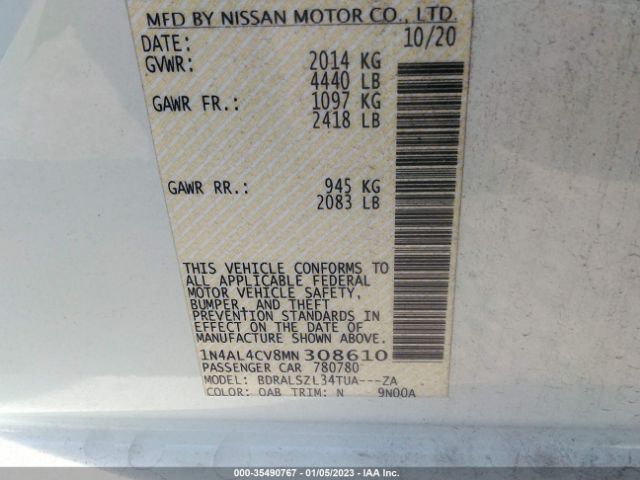 MFD BY NISSAN MOTOR CO., LTD.
DATE: 10/20
GVWR: 2014 KG
4440 LB
GAWR FR.: 1097 KG
2418 LB
GAWR RR.: 945 KG
2083 LB
THIS VEHICLE CONFORMS TO
ALL APPLICABLE FEDERAL
MOTOR VEHICLE SAFETY,
BUMPER, AND THEFT
PREVENTION STANDARDS IN
EFFECT ON THE DATE OF
MANUFACTURE SHOWN ABOVE.
1N4AL4CV8MN308610
PASSENGER CAR 780780
MODEL: BDRALSZL34TUA---ZA
COLOR: QAB TRIM: N 9N00A
000-35490767 - 01/05/2023 - IAA Inc.